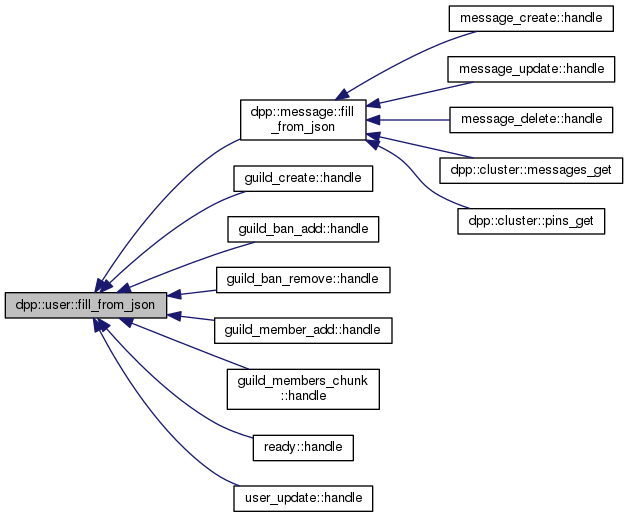 message_create::handle
message_update::handle
dpp::message::fill
_from_json
message_delete::handle
dpp::cluster::messages_get
guild_create::handle
dpp::cluster::pins_get
guild_ban_add::handle
guild_ban_remove::handle
dpp::user::fill_from_json
guild_member_add::handle
guild_members_chunk
::handle
ready::handle
user_update::handle